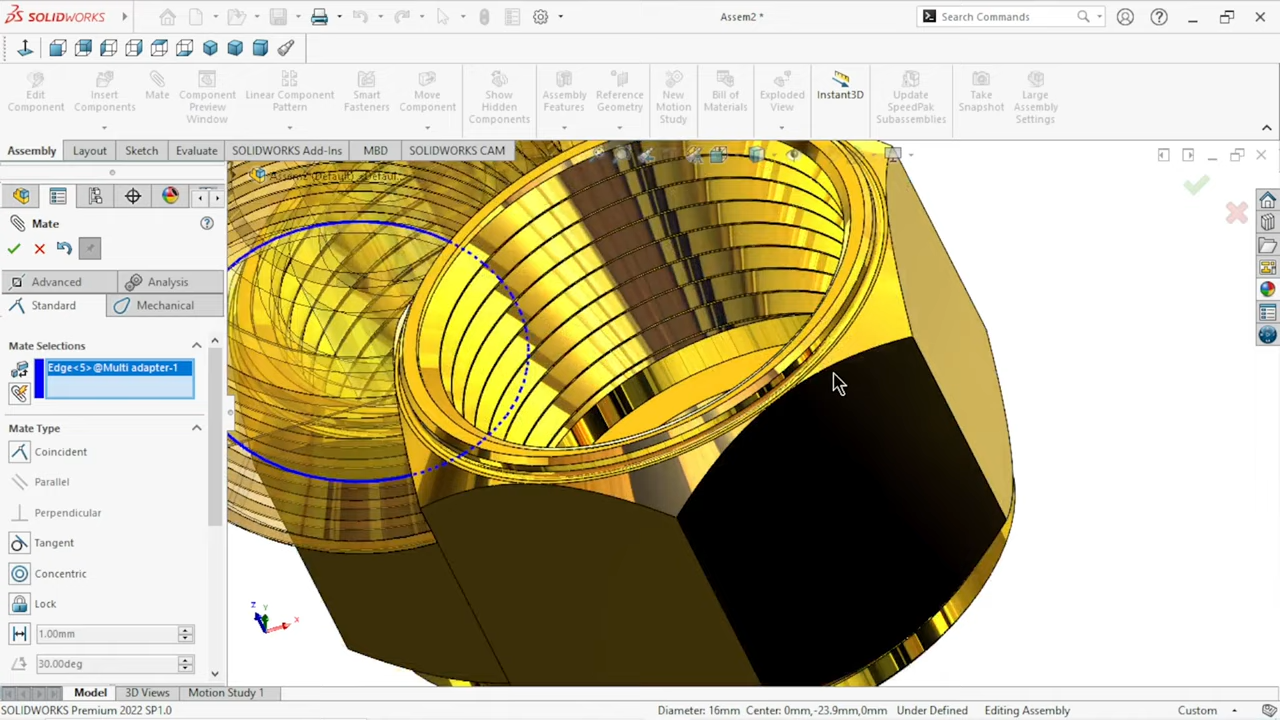 SOLIDWORKS
Assem2 *
Search Commands
Edit Component
Insert Components
Mate
Component Preview Window
Linear Component Pattern
Smart Fasteners
Move Component
Show Hidden Components
Assembly Features
Reference Geometry
New Motion Study
Bill of Materials
Exploded View
Instant3D
Update SpeedPak Subassemblies
Take Snapshot
Large Assembly Settings
Assembly
Layout
Sketch
Evaluate
SOLIDWORKS Add-Ins
MBD
SOLIDWORKS CAM
Mate
Advanced
Analysis
Standard
Mechanical
Mate Selections
Edge<5> @Multi adapter-1
Mate Type
Coincident
Parallel
Perpendicular
Tangent
Concentric
Lock
1.00mm
30.00deg
Z Y X
Model
3D Views
Motion Study 1
SOLIDWORKS Premium 2022 SP1.0
Diameter: 16mm Center: 0mm,-23.9mm,0mm
Under Defined
Editing Assembly
Custom